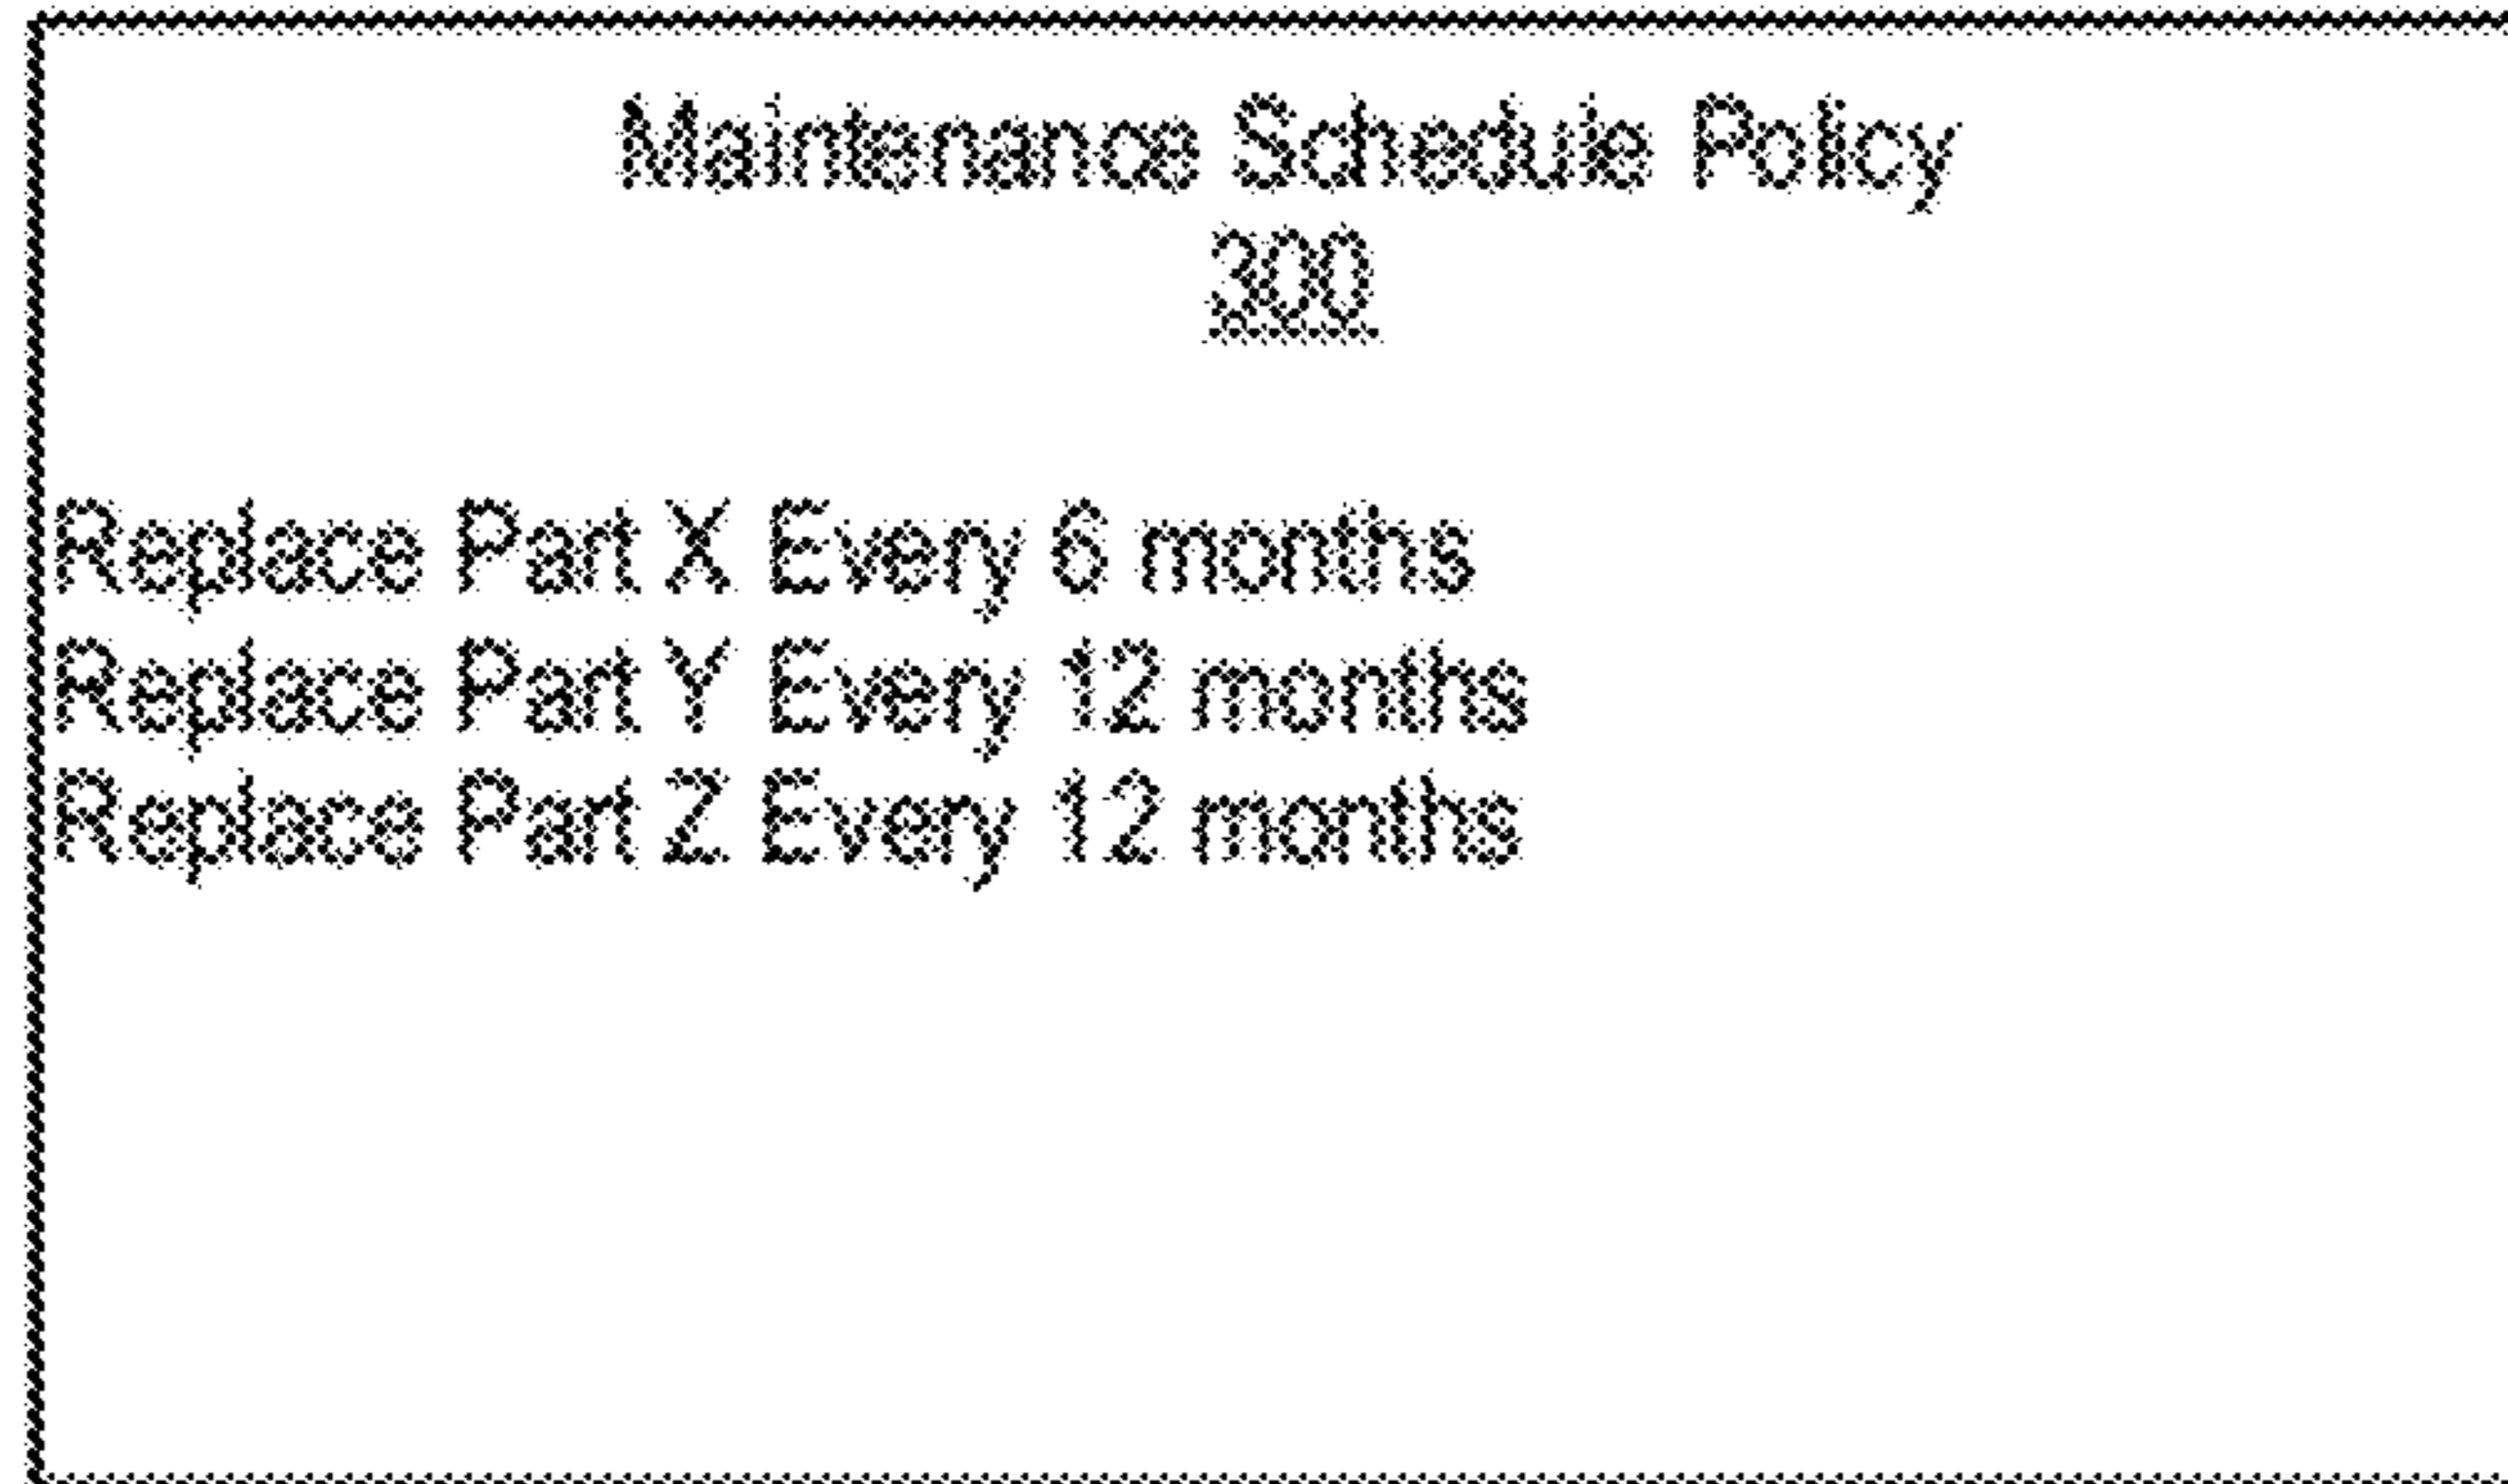 Maintenance Schedule Policy
300
Replace Part X Every 6 months
Replace Part Y Every 12 months
Replace Part Z Every 12 months